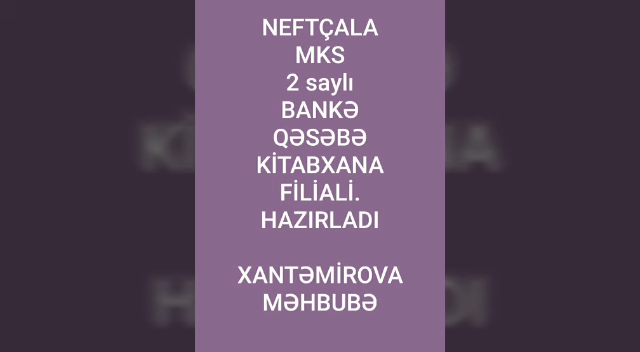 NEFTÇALA
MKS
2 saylı
BANKƏ
QƏSƏBƏ
KİTABXANA
FİLİALİ.
HAZIRLADI
XANTƏMİROVA
MƏHBUBƏ